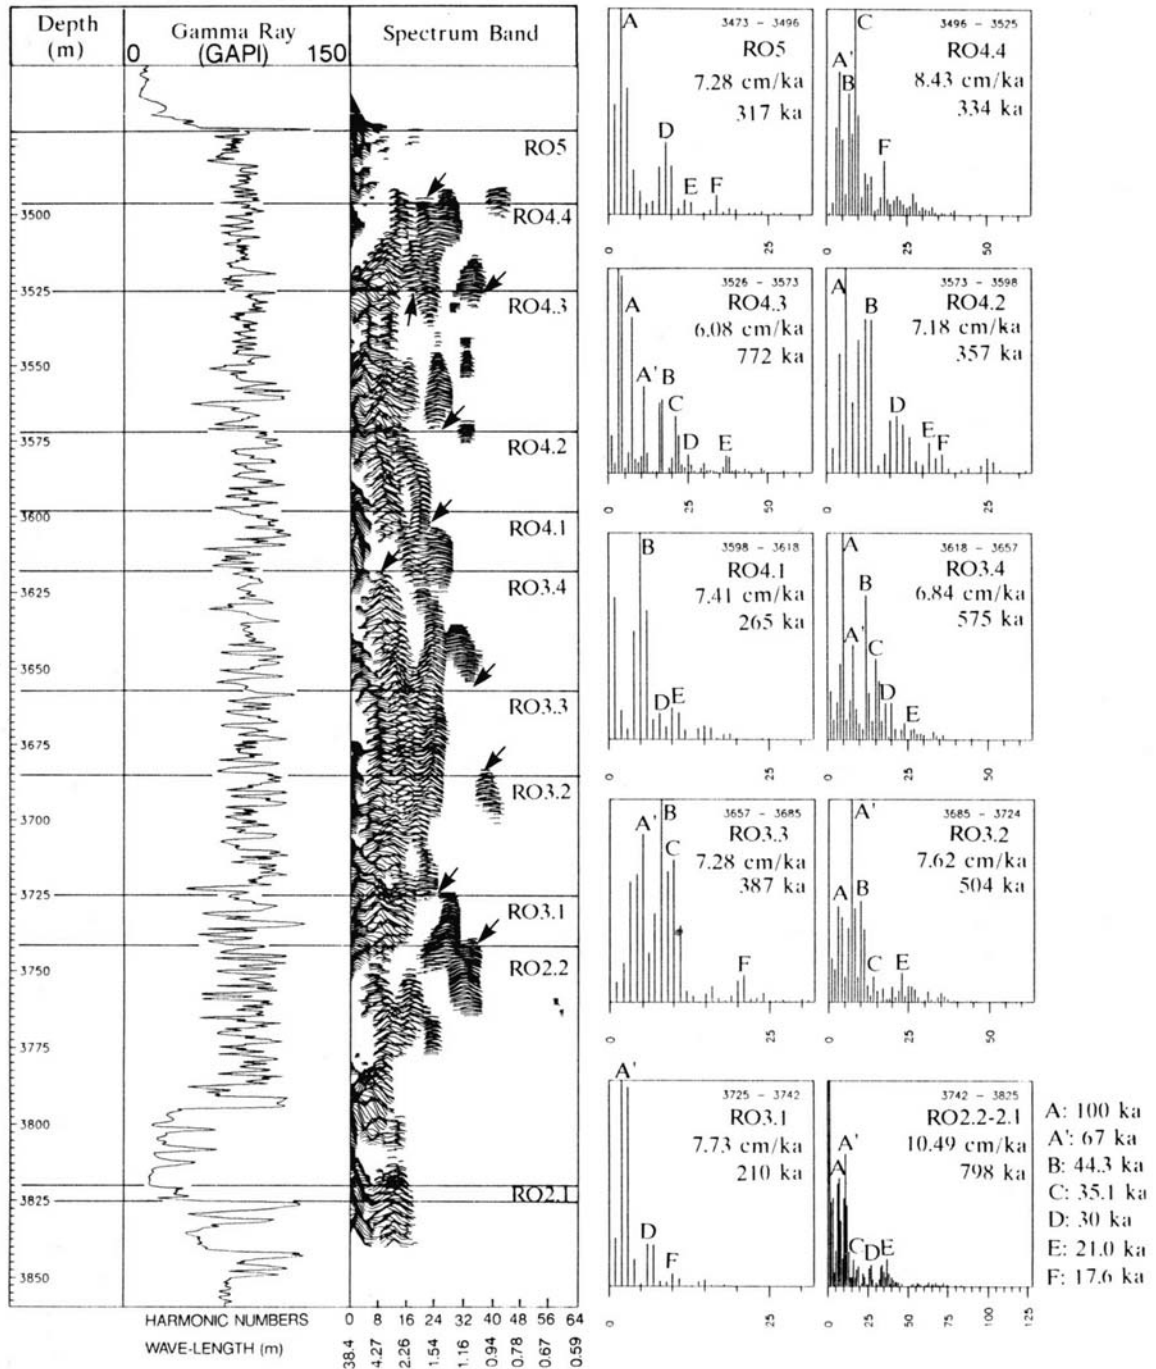 Depth
(m)
Gamma Ray
0 (GAPI) 150
Spectrum Band
RO5
3500
RO4.4
3525
RO4.3
3550
3575
RO4.2
3600
RO4.1
3625
RO3.4
3650
RO3.3
3675
RO3.2
3700
3725
RO3.1
3750
RO2.2
3775
3800
3825
RO2.1
3850
HARMONIC NUMBERS
0 8 16 24 32 40 48 56 64
WAVE-LENGTH (m)
38.4 4.27 2.26 1.54 1.16 0.94 0.78 0.67 0.59
A
3473 - 3496
RO5
7.28 cm/ka
317 ka
D
E F
0 25
C
3496 - 3525
A'
B
RO4.4
8.43 cm/ka
334 ka
F
0 25 50
3526 - 3573
RO4.3
A
6.08 cm/ka
772 ka
A' B
C
D E
0 25 50
A
3573 - 3598
RO4.2
B
7.18 cm/ka
357 ka
D
E F
0 25
B
3598 - 3618
RO4.1
7.41 cm/ka
265 ka
D E
0 25
A
3618 - 3657
RO3.4
B
6.84 cm/ka
575 ka
A' C
D
E
0 25 50
B
3657 - 3685
A'
RO3.3
C
7.28 cm/ka
387 ka
F
0 25
A'
3685 - 3724
RO3.2
7.62 cm/ka
504 ka
A B
C E
0 25 50
A'
3725 - 3742
RO3.1
7.73 cm/ka
210 ka
D
F
0 25
3742 - 3825
RO2.2-2.1
A'
10.49 cm/ka
A
798 ka
C D E
0 25 50 75 100 125
A: 100 ka
A': 67 ka
B: 44.3 ka
C: 35.1 ka
D: 30 ka
E: 21.0 ka
F: 17.6 ka